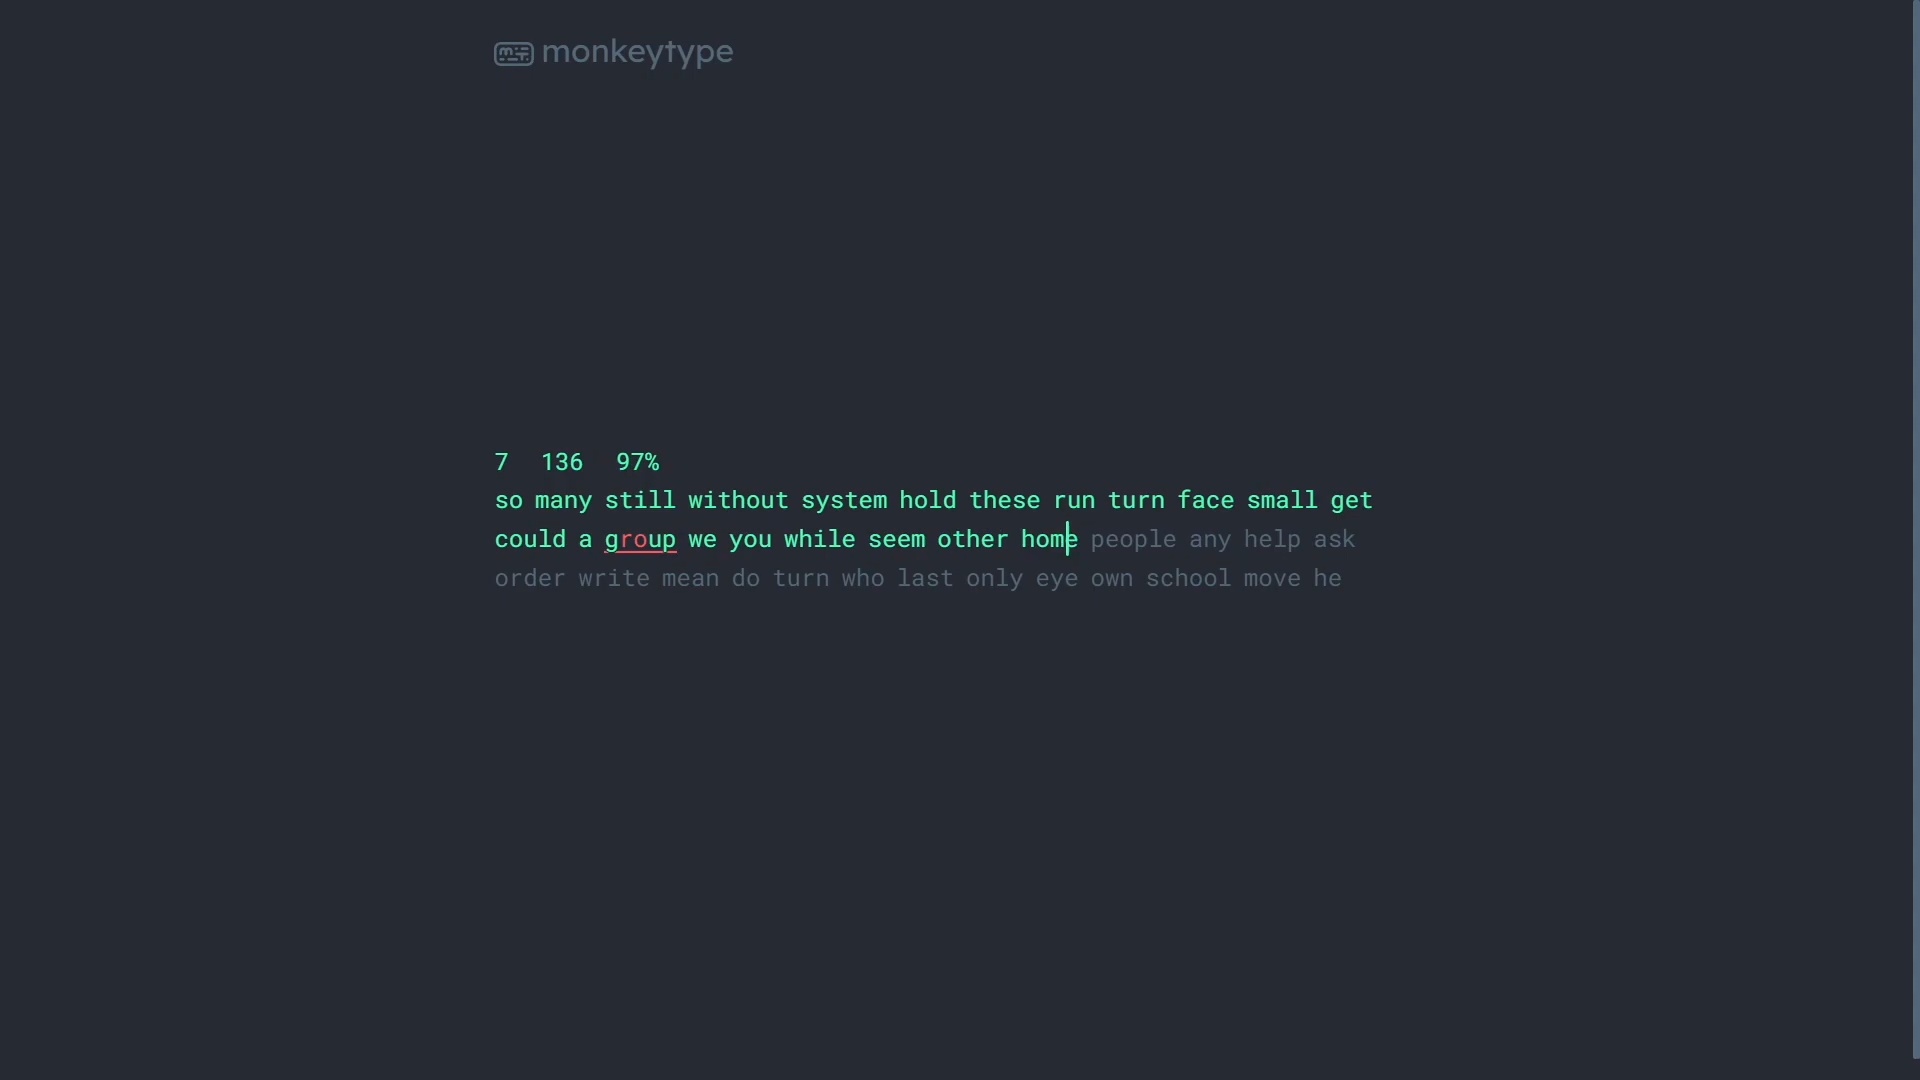 monkeytype
7 136 97%
so many still without system hold these run turn face small get
could a group we you while seem other home people any help ask
order write mean do turn who last only eye own school move he